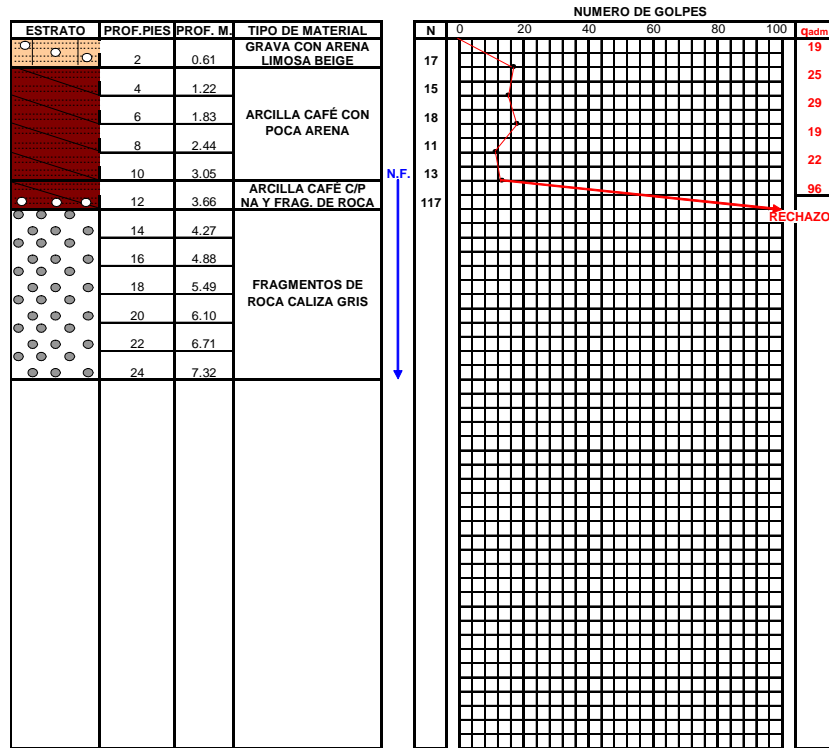 NUMERO DE GOLPES
ESTRATO PROF.PIES PROF. M. TIPO DE MATERIAL N 0 20 40 60 80 100 qadm
GRAVA CON ARENA
LIMOSA BEIGE
2 0.61
4 1.22
6 1.83
8 2.44
10 3.05
ARCILLA CAFÉ CON
POCA ARENA
ARCILLA CAFÉ C/P
NA Y FRAG. DE ROCA
12 3.66
14 4.27
16 4.88
18 5.49
20 6.10
22 6.71
24 7.32
FRAGMENTOS DE
ROCA CALIZA GRIS
N.F.
17
15
18
11
13
117
19
25
29
19
22
96
RECHAZO